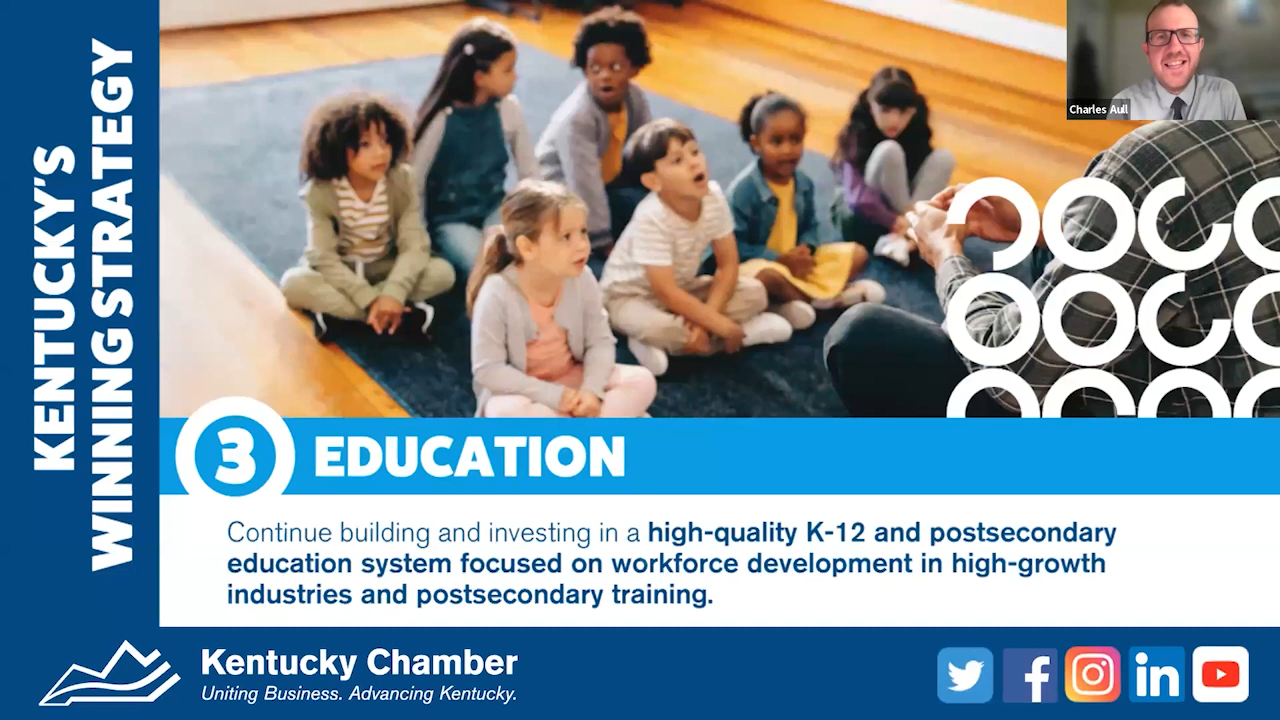 KENTUCKY'S
WINNING STRATEGY
Charles Aull
3 EDUCATION
Continue building and investing in a high-quality K-12 and postsecondary
education system focused on workforce development in high-growth
industries and postsecondary training.
Kentucky Chamber
Uniting Business. Advancing Kentucky.
f
in